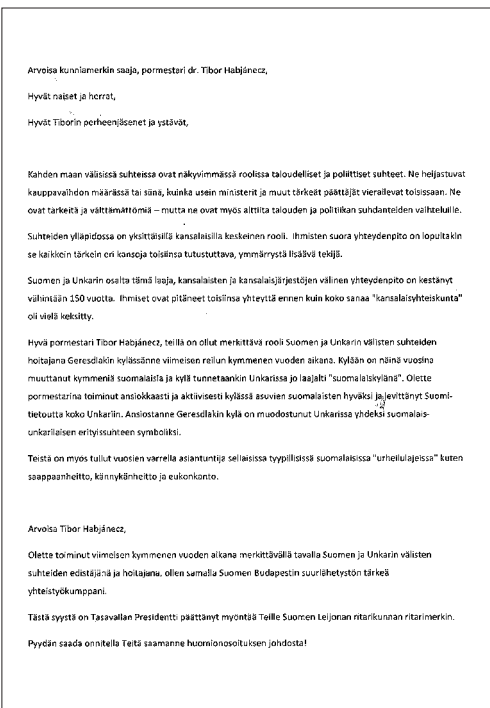 Arvoisa kunniamerkin saaja, pormestari dr. Tibor Habjánecz,
Hyvät naiset ja herrat,
Hyvät Tiborin perheenjäsenet ja ystävät,
Kahden maan välisissä suhteissa ovat näkyvimmässä roolissa taloudelliset ja poliittiset suhteet. Ne heijastuvat
kauppavaihdon määrässä tai siinä, kuinka usein ministerit ja muut tärkeät päättäjät vierailevat toisissaan. Ne
ovat tärkeitä ja välttämättömiä – mutta ne ovat myös alttiita talouden ja politiikan suhdanteiden vaihteluille.
Suhteiden ylläpidossa on yksittäisillä kansalaisilla keskeinen rooli. Ihmisten suora yhteydenpito on lopultakin
se kaikkein tärkein eri kansoja toisiinsa tutustuttava, ymmärrystä lisäävä tekijä.
Suomen ja Unkarin osalta tämä laaja, kansalaisten ja kansalaisjärjestöjen välinen yhteydenpito on kestänyt
vähintään 150 vuotta. Ihmiset ovat pitäneet toisiinsa yhteyttä ennen kuin koko sanaa "kansalaisyhteiskunta"
oli vielä keksitty.
Hyvä pormestari Tibor Habjánecz, teillä on ollut merkittävä rooli Suomen ja Unkarin välisten suhteiden
hoitajana Geresdlakin kylässänne viimeisen reilun kymmenen vuoden aikana. Kylään on näinä vuosina
muuttanut kymmeniä suomalaisia ja kylä tunnetaankin Unkarissa jo laajalti "suomalaiskylänä". Olette
pormestarina toiminut ansiokkaasti ja aktiivisesti kylässä asuvien suomalaisten hyväksi ja levittänyt Suomi-
tietoutta koko Unkariin. Ansiostanne Geresdlakin kylä on muodostunut Unkarissa yhdeksi suomalais-
unkarilaisen erityissuhteen symboliksi.
Teistä on myös tullut vuosien varrella asiantuntija sellaisissa tyypillisissä suomalaisissa "urheilulajeissa" kuten
saappaanheitto, kännykänheitto ja eukonkanto.
Arvoisa Tibor Habjánecz,
Olette toiminut viimeisen kymmenen vuoden aikana merkittävällä tavalla Suomen ja Unkarin välisten
suhteiden edistäjänä ja hoitajana, ollen samalla Suomen Budapestin suurlähetystön tärkeä
yhteistyökumppani.
Tästä syystä on Tasavallan Presidentti päättänyt myöntää Teille Suomen Leijonan ritarikunnan ritarimerkin.
Pyydän saada onnitella Teitä saamanne huomionosoituksen johdosta!